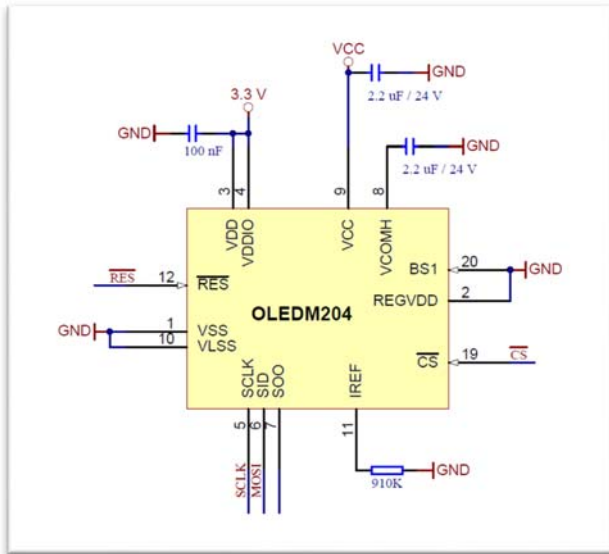 VCC
GND
2.2 uF / 24 V
3.3 V
GND
100 nF
GND
2.2 uF / 24 V
3
4
9
8
VDD
VDDIO
VCC
VCOMH
BS1
20
GND
RES
12
RES
REGVDD
2
OLEDM204
GND
1
VSS
10
VLSS
CS
19
CS
SCLK
SID
SOO
IREF
5
6
7
11
SCLK
MOSI
910K
GND